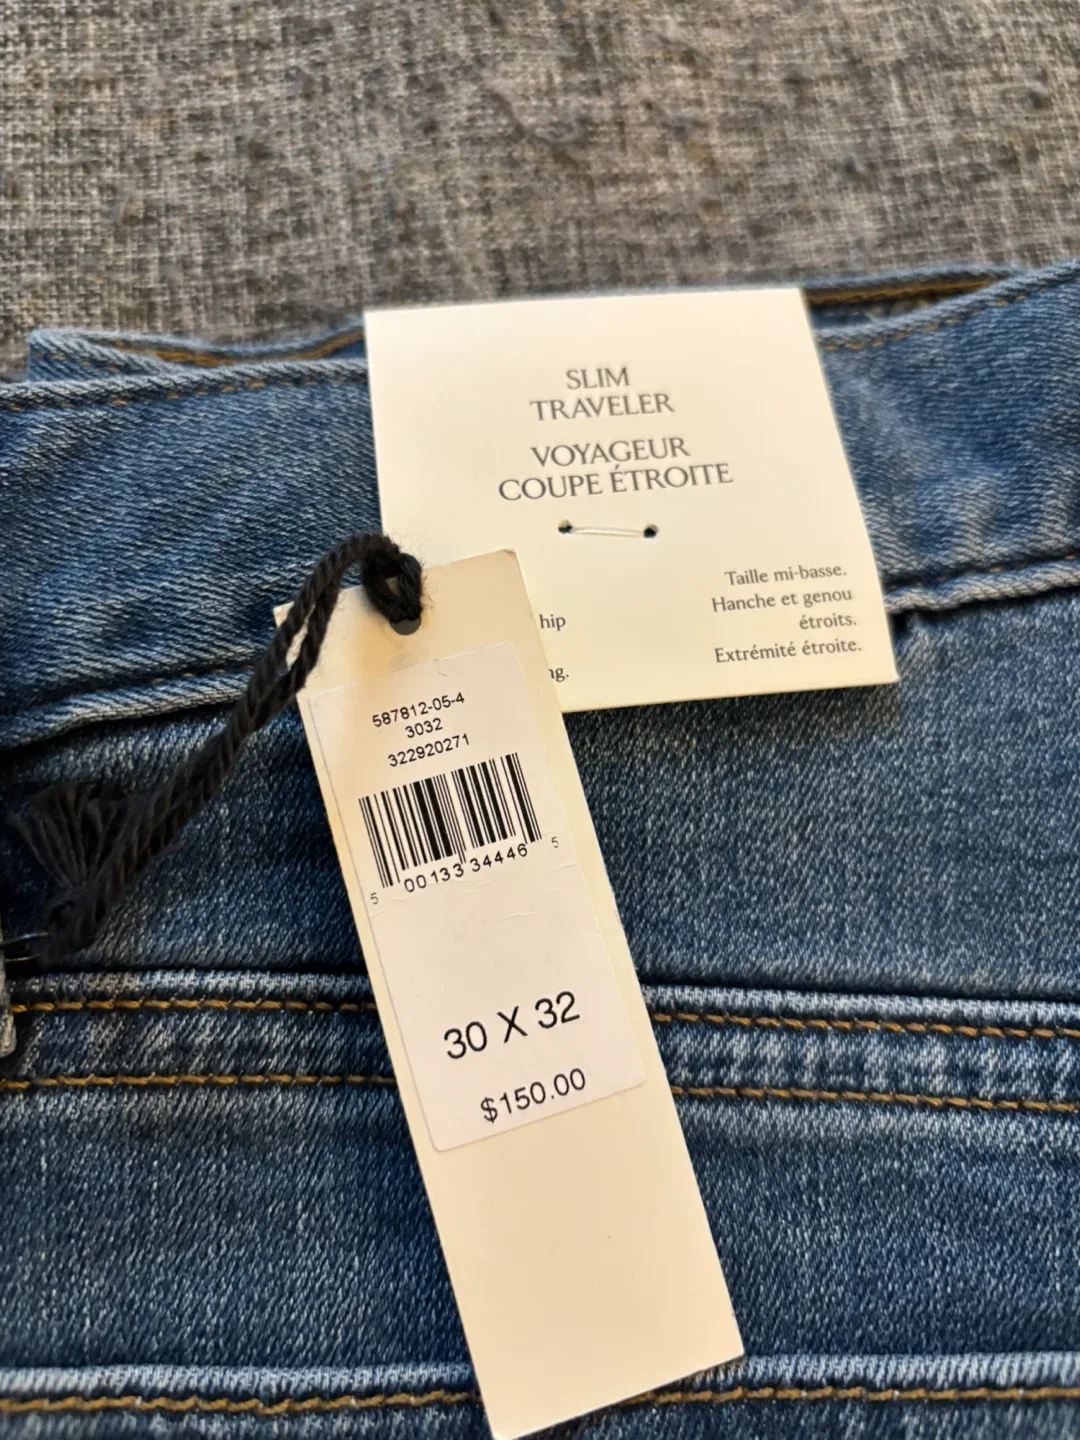 SLIM
TRAVELER
VOYAGEUR
COUPE ÉTROITE
hip
ng.
Taille mi-basse.
Hanche et genou
étroits.
Extrémité étroite.
587812-05-4
3032
322920271
5 00133 34446 5
30 X 32
$150.00